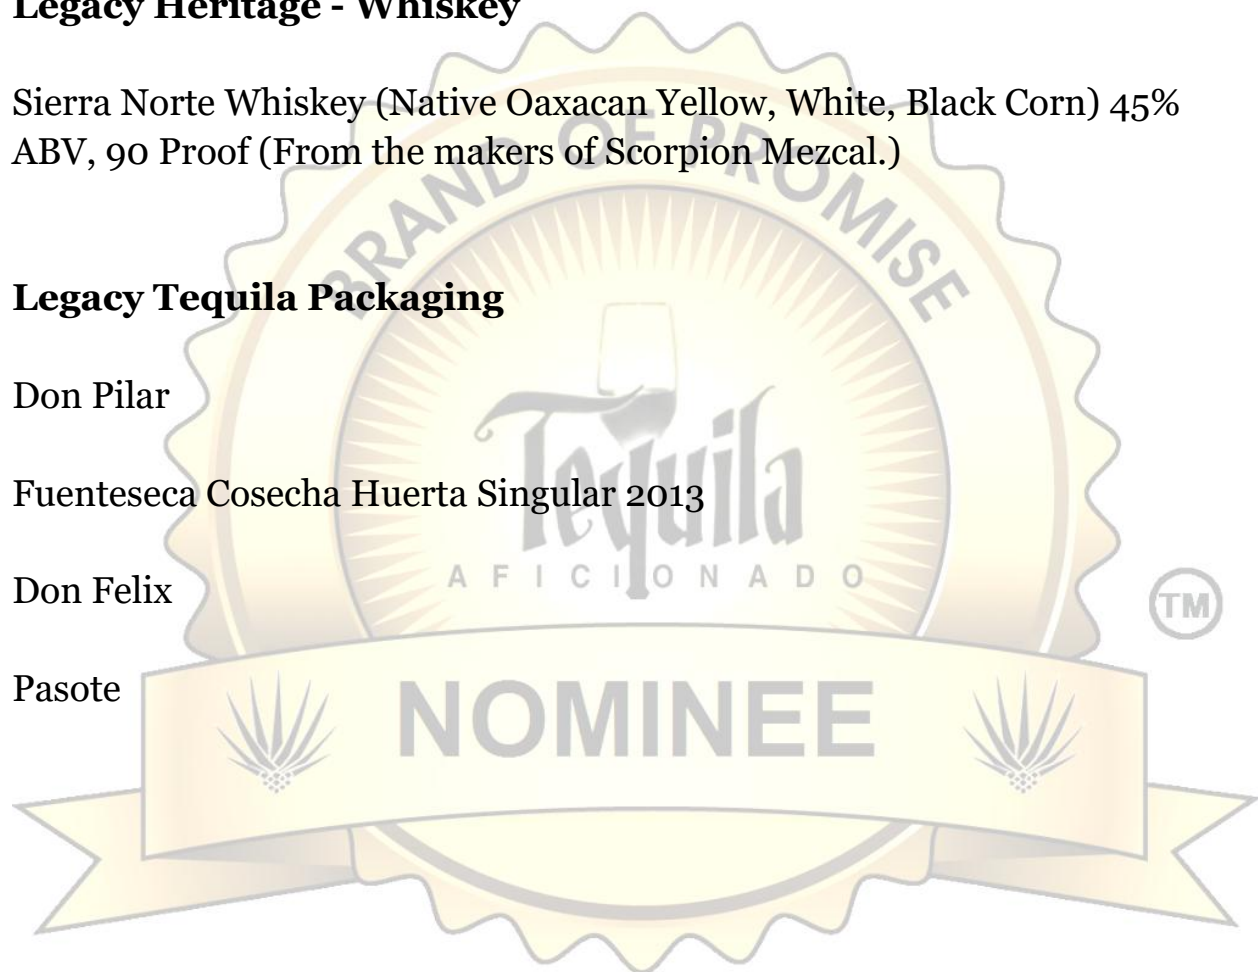 Legacy Heritage - Whiskey
Sierra Norte Whiskey (Native Oaxacan Yellow, White, Black Corn) 45%
ABV, 90 Proof (From the makers of Scorpion Mezcal.)
BRAND OF PROMISE
Legacy Tequila Packaging
Don Pilar
Tequila
Fuenteseca Cosecha Huerta Singular 2013
AFICIONADO
Don Felix
TM
Pasote
NOMINEE